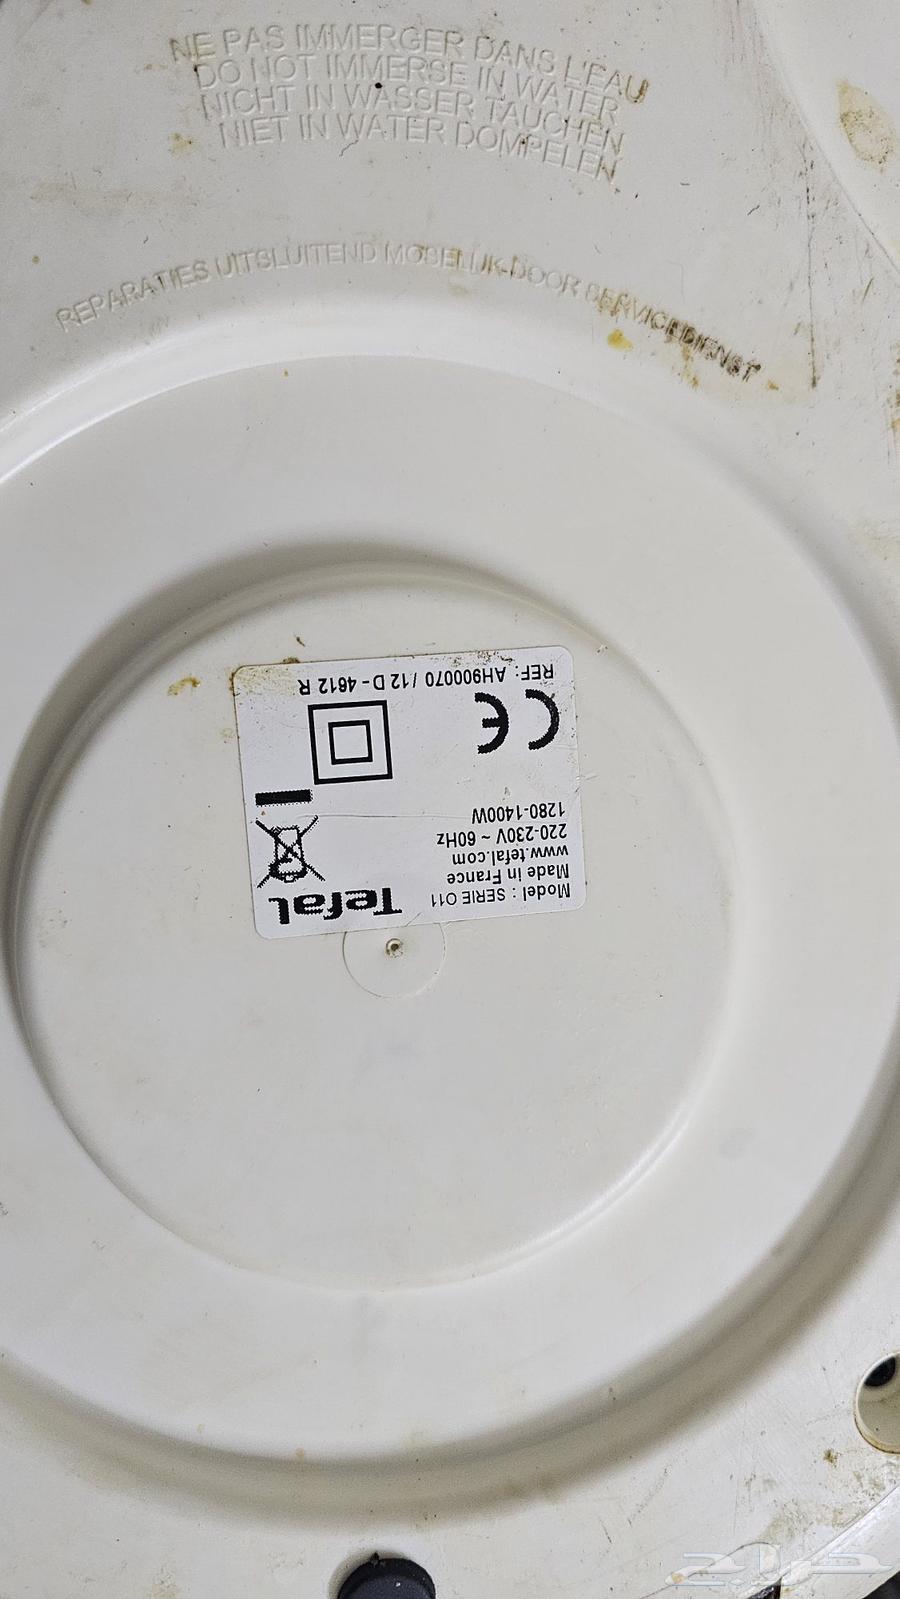 NE PAS IMMERGER DANS L'EAU
DO NOT IMMERSE IN WATER
NICHT IN WASSER TAUCHEN
NIET IN WATER DOMPELEN
REPARATIES UITSLUITEND MOGELIJK DOOR SERVICEDIENST
Tefal
Model : SERIE O11
Made in France
www.tefal.com
220-230V ~ 60Hz
1280-1400W
CE
REF: AH900070 / 12 D - 4612 R
حراج